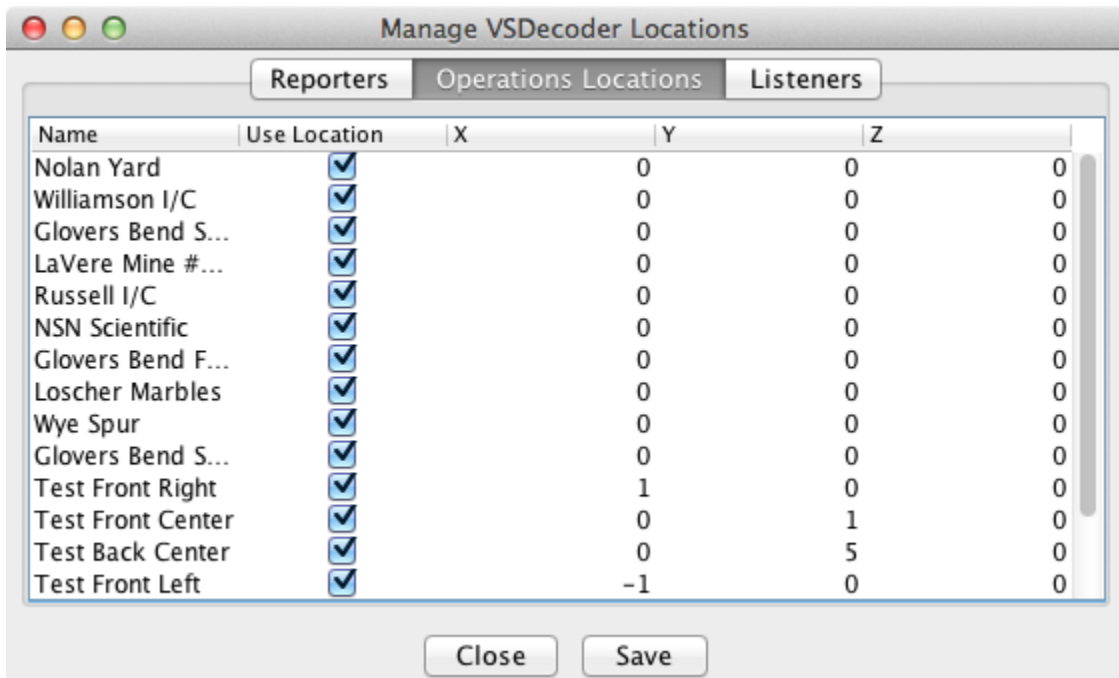 Manage VSDecoder Locations
Reporters Operations Locations Listeners
Name Use Location X Y Z
Nolan Yard 0 0 0
Williamson I/C 0 0 0
Glovers Bend S... 0 0 0
LaVere Mine #... 0 0 0
Russell I/C 0 0 0
NSN Scientific 0 0 0
Glovers Bend F... 0 0 0
Loscher Marbles 0 0 0
Wye Spur 0 0 0
Glovers Bend S... 0 0 0
Test Front Right 1 0 0
Test Front Center 0 1 0
Test Back Center 0 5 0
Test Front Left -1 0 0
Close Save